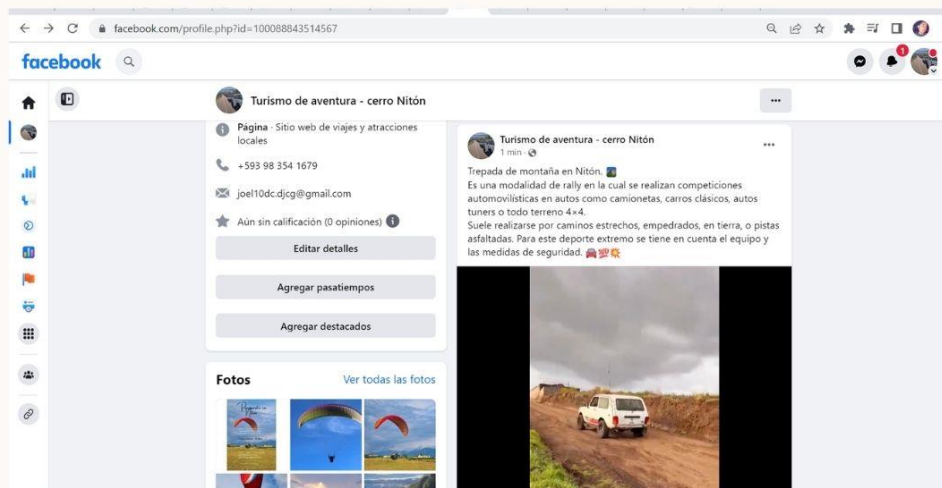 facebook.com/profile.php?id=100088843514567
facebook
1
Turismo de aventura - cerro Nitón
Página · Sitio web de viajes y atracciones
locales
+593 98 354 1679
joel10dc.djcg@gmail.com
Aún sin calificación (0 opiniones)
Editar detalles
Agregar pasatiempos
Agregar destacados
Fotos
Ver todas las fotos
Turismo de aventura - cerro Nitón
1 min ·
Trepada de montaña en Nitón.
Es una modalidad de rally en la cual se realizan competiciones
automovilísticas en autos como camionetas, carros clásicos, autos
tuners o todo terreno 4×4.
Suele realizarse por caminos estrechos, empedrados, en tierra, o pistas
asfaltadas. Para este deporte extremo se tiene en cuenta el equipo y
las medidas de seguridad. 🚘💯💥